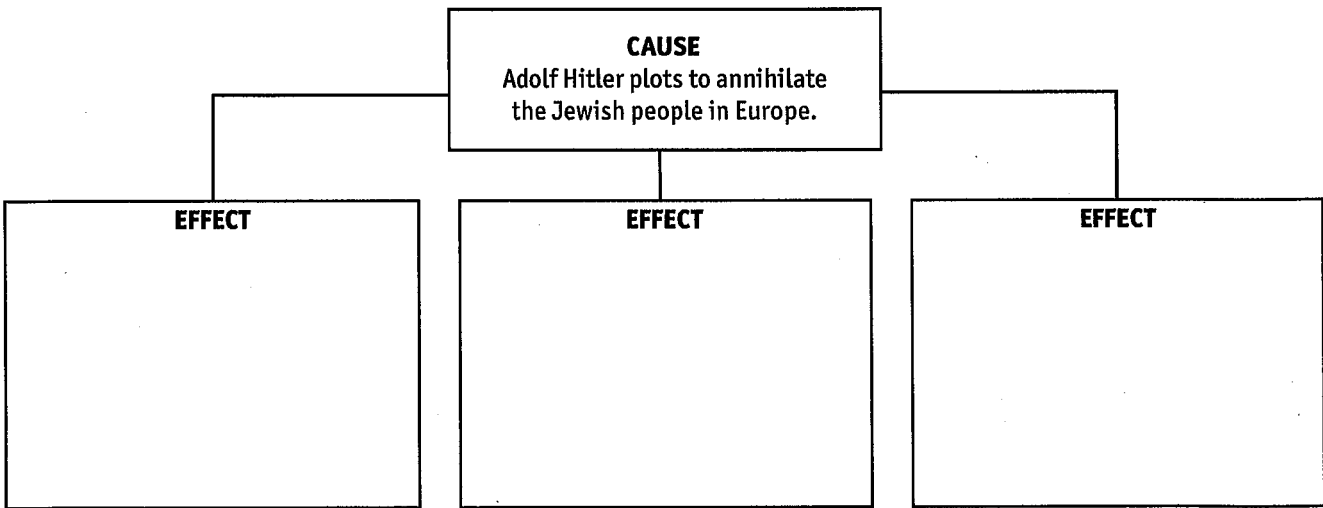 CAUSE
Adolf Hitler plots to annihilate
the Jewish people in Europe.
EFFECT
EFFECT
EFFECT